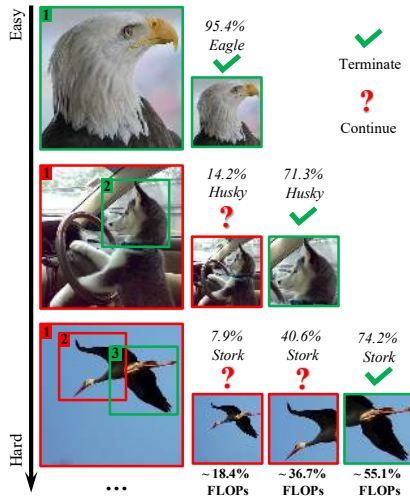 Easy
1
95.4%
Eagle
Terminate
?
Continue
1
2
14.2%
Husky
?
71.3%
Husky
1
2
3
7.9%
Stork
?
40.6%
Stork
?
74.2%
Stork
Hard
...
~18.4%
FLOPs
~36.7%
FLOPs
~55.1%
FLOPs